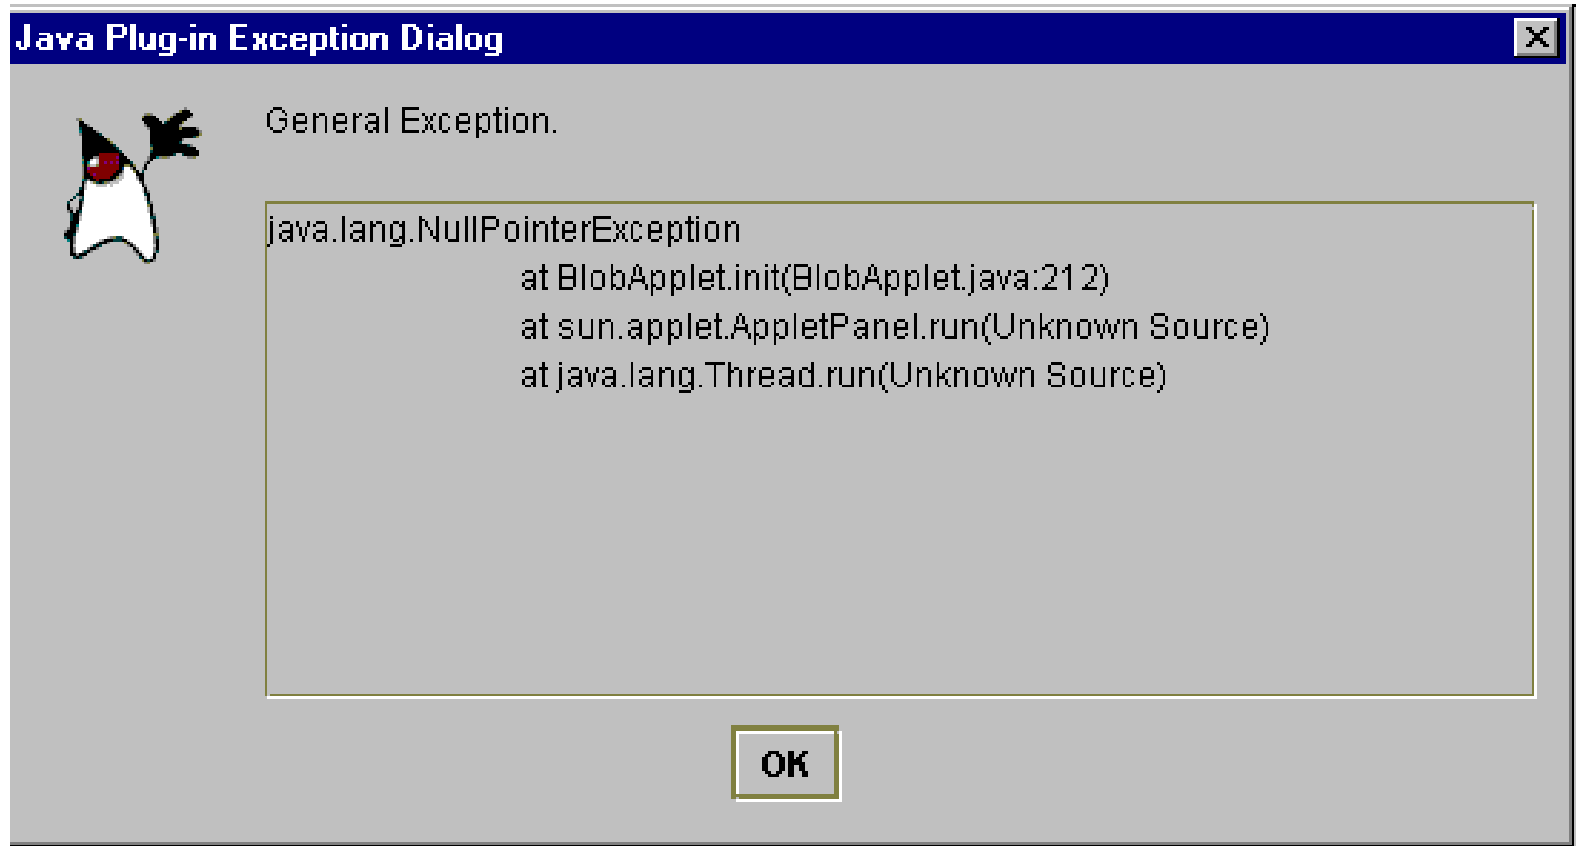 Java Plug-in Exception Dialog
General Exception.
java.lang.NullPointerException
at BlobApplet.init(BlobApplet.java:212)
at sun.applet.AppletPanel.run(Unknown Source)
at java.lang.Thread.run(Unknown Source)
OK